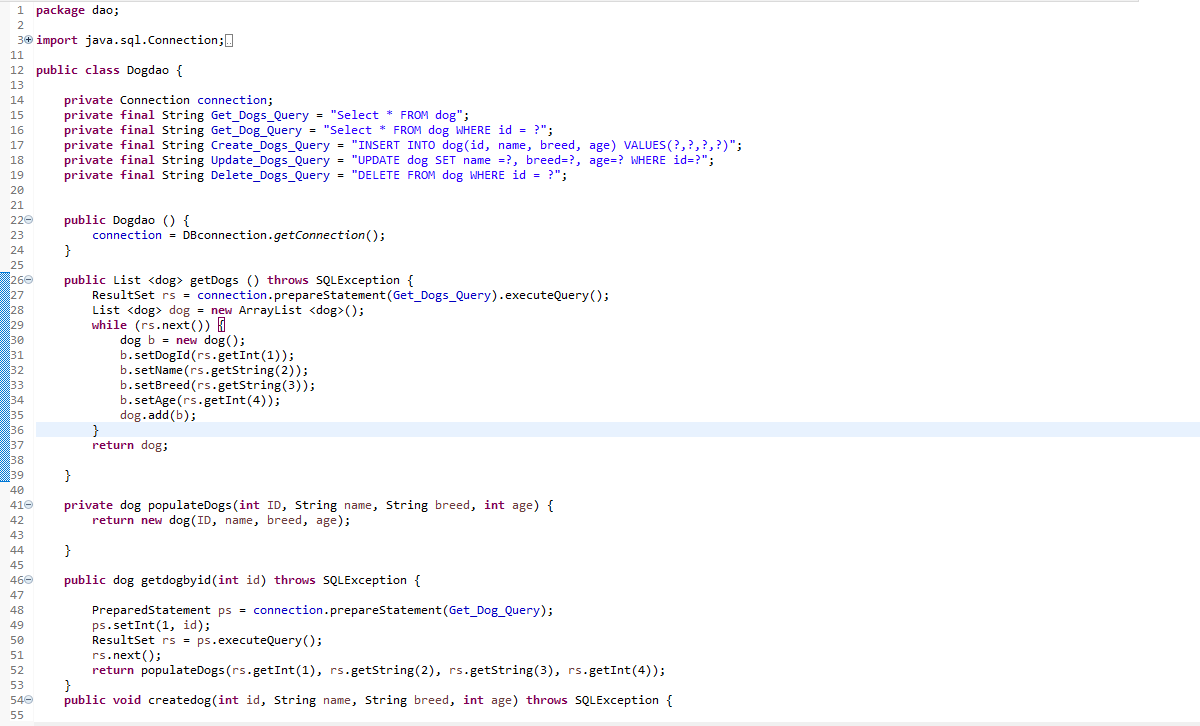 1 package dao;
2
3 import java.sql.Connection;
11
12 public class Dogdao {
13
14     private Connection connection;
15     private final String Get_Dogs_Query = "Select * FROM dog";
16     private final String Get_Dog_Query = "Select * FROM dog WHERE id = ?";
17     private final String Create_Dogs_Query = "INSERT INTO dog(id, name, breed, age) VALUES(?,?,?,?)";
18     private final String Update_Dogs_Query = "UPDATE dog SET name =?, breed=?, age=? WHERE id=?";
19     private final String Delete_Dogs_Query = "DELETE FROM dog WHERE id = ?";
20
21
22     public Dogdao () {
23         connection = DBconnection.getConnection();
24     }
25
26     public List <dog> getDogs () throws SQLException {
27         ResultSet rs = connection.prepareStatement(Get_Dogs_Query).executeQuery();
28         List <dog> dog = new ArrayList <dog>();
29         while (rs.next()) {
30             dog b = new dog();
31             b.setDogId(rs.getInt(1));
32             b.setName(rs.getString(2));
33             b.setBreed(rs.getString(3));
34             b.setAge(rs.getInt(4));
35             dog.add(b);
36         }
37         return dog;
38
39     }
40
41     private dog populateDogs(int ID, String name, String breed, int age) {
42         return new dog(ID, name, breed, age);
43
44     }
45
46     public dog getdogbyid(int id) throws SQLException {
47
48         PreparedStatement ps = connection.prepareStatement(Get_Dog_Query);
49         ps.setInt(1, id);
50         ResultSet rs = ps.executeQuery();
51         rs.next();
52         return populateDogs(rs.getInt(1), rs.getString(2), rs.getString(3), rs.getInt(4));
53     }
54     public void createdog(int id, String name, String breed, int age) throws SQLException {
55